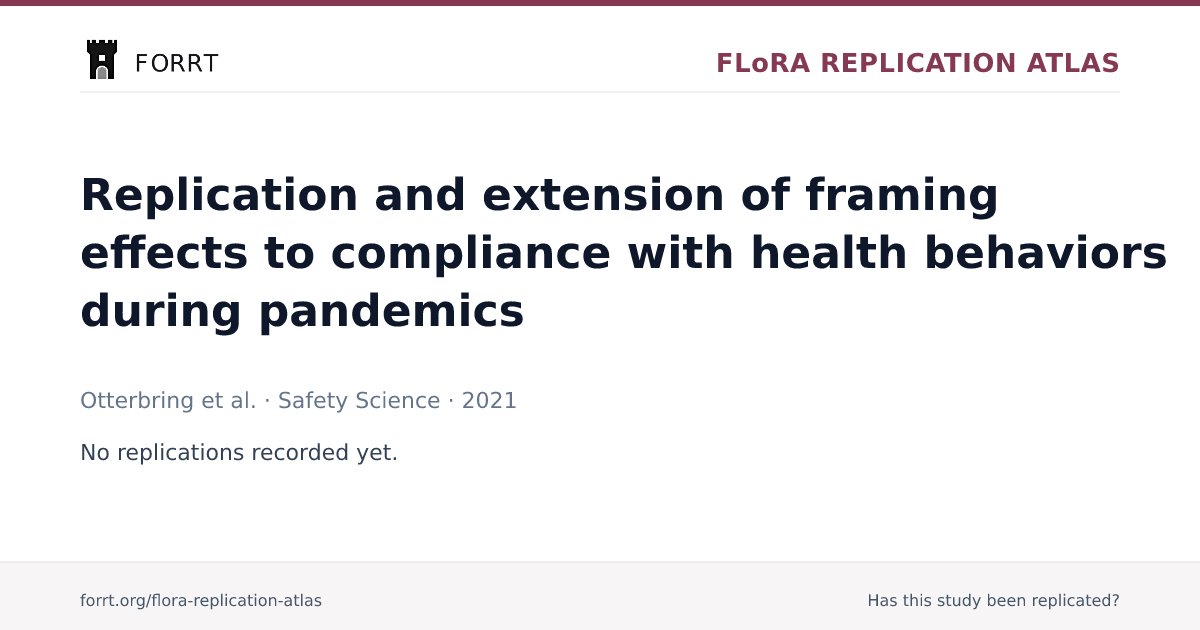 FORRT
FLoRA REPLICATION ATLAS
Replication and extension of framing
effects to compliance with health behaviors
during pandemics
Otterbring et al. · Safety Science · 2021
No replications recorded yet.
forrt.org/flora-replication-atlas
Has this study been replicated?